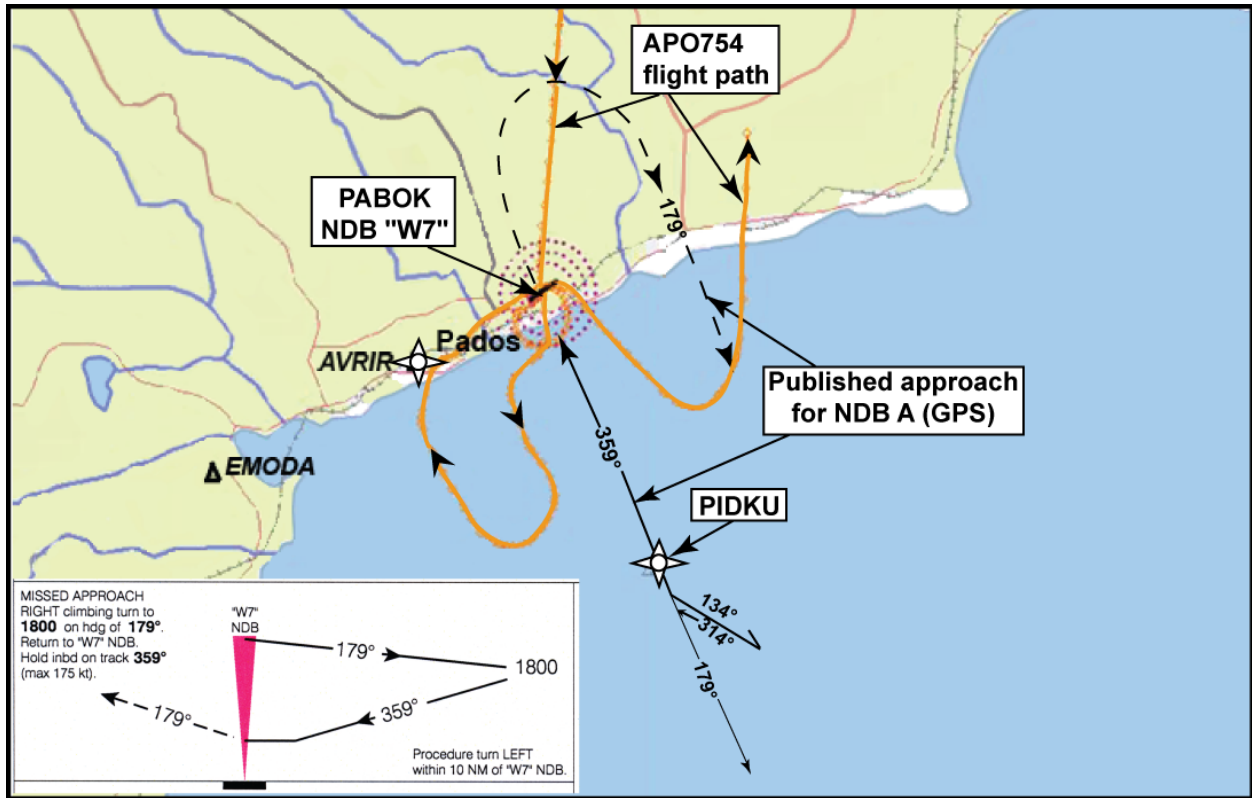 APO754
flight path
PABOK
NDB "W7"
179°
AVRIR
Pados
Published approach
for NDB A (GPS)
359°
EMODA
PIDKU
134°
314°
179°
MISSED APPROACH
RIGHT climbing turn to
1800 on hdg of 179°.
Return to "W7" NDB.
Hold inbd on track 359°
(max 175 kt).
"W7"
NDB
179°
1800
359°
179°
Procedure turn LEFT
within 10 NM of "W7" NDB.